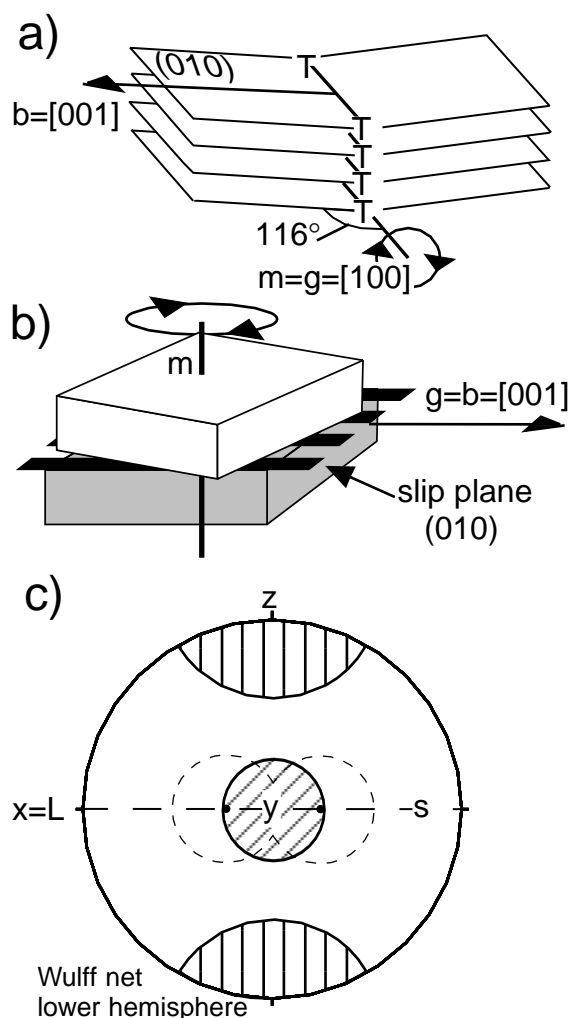 a)
T
(010)
b=[001]
T
T
T
T
116°
m=g=[100]
b)
m
g=b=[001]
slip plane
(010)
c)
z
x=L
y
-s
Wulff net
lower hemisphere